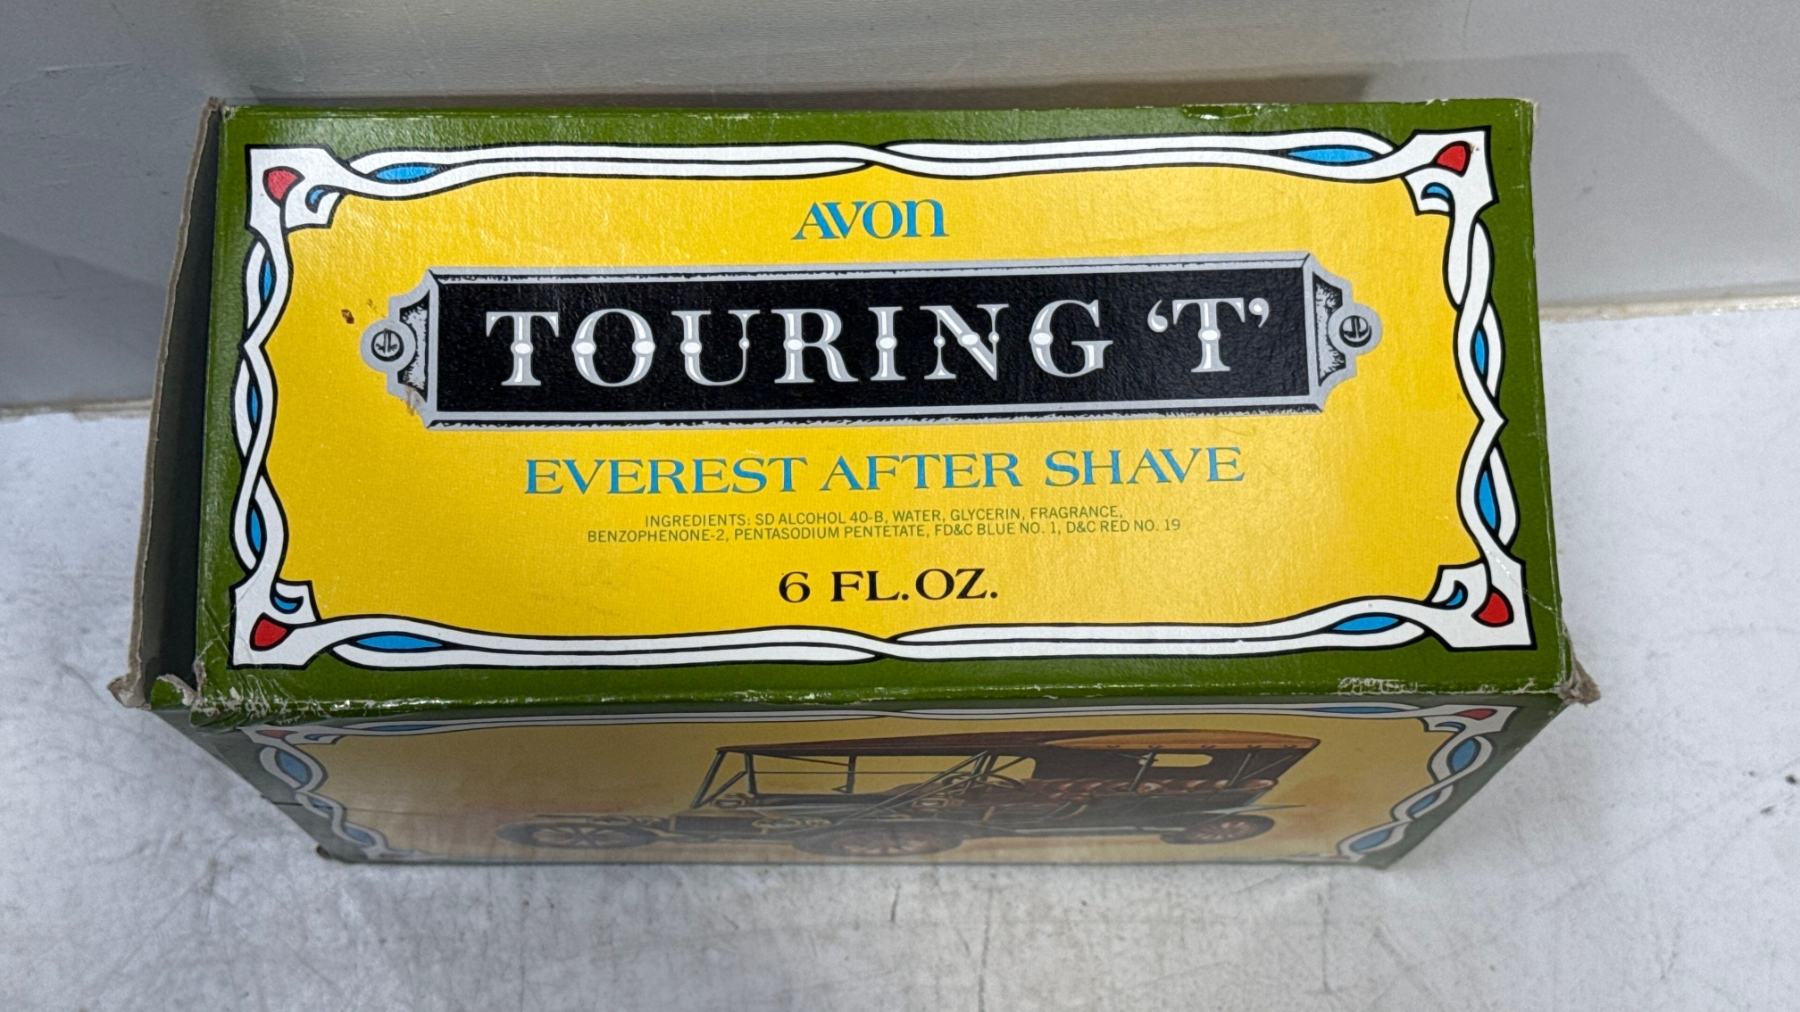 AVON
TOURING ‘T’
EVEREST AFTER SHAVE
INGREDIENTS: SD ALCOHOL 40-B, WATER, GLYCERIN, FRAGRANCE,
BENZOPHENONE-2, PENTASODIUM PENTETATE, FD&C BLUE NO. 1, D&C RED NO. 19
6 FL.OZ.